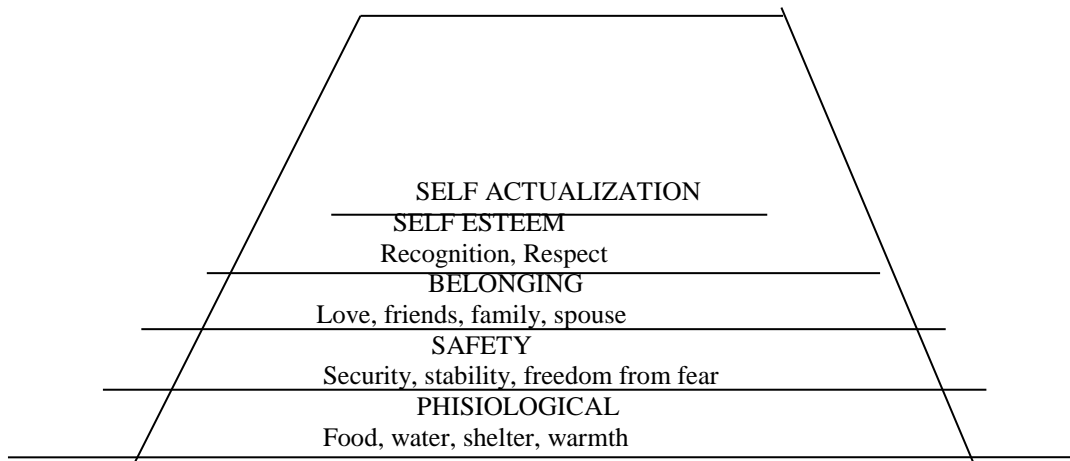 SELF ACTUALIZATION
SELF ESTEEM
Recognition, Respect
BELONGING
Love, friends, family, spouse
SAFETY
Security, stability, freedom from fear
PHISIOLOGICAL
Food, water, shelter, warmth